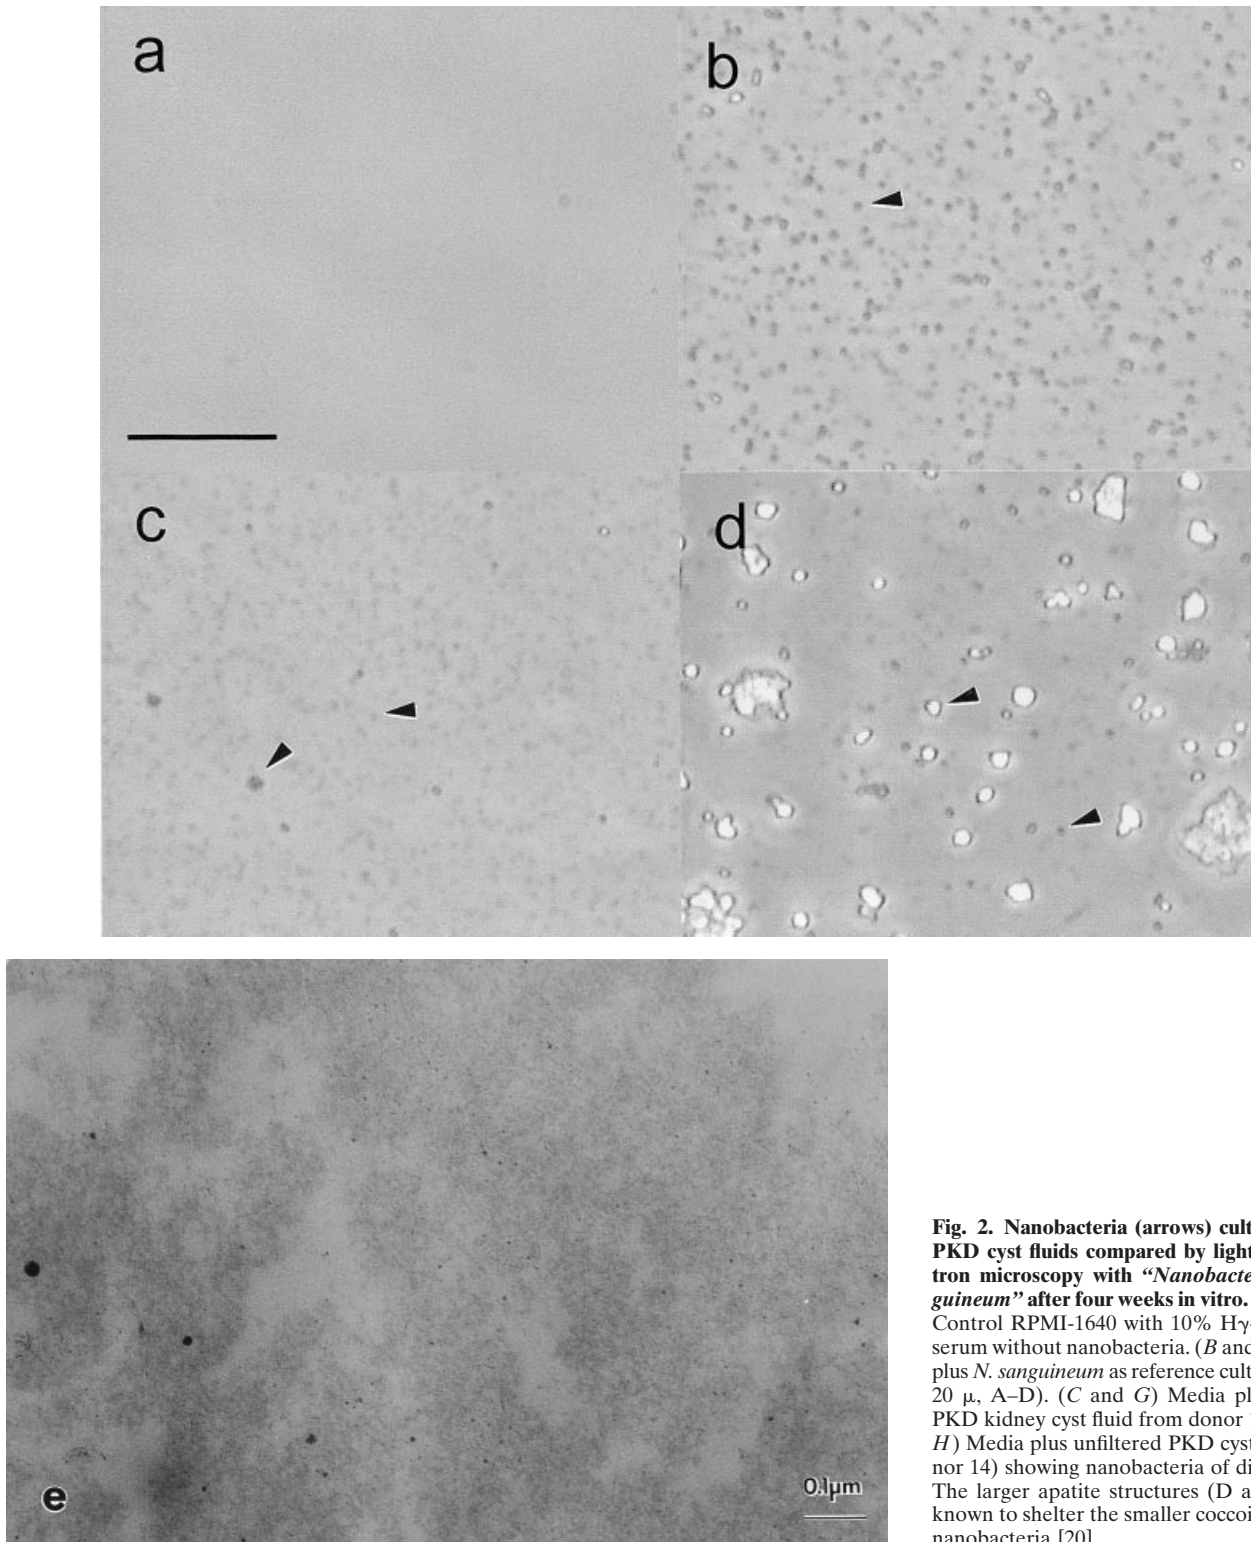 a
b
c
d
e
0.1µm
Fig. 2. Nanobacteria (arrows) cult
PKD cyst fluids compared by light
tron microscopy with “Nanobacte
guineum” after four weeks in vitro.
Control RPMI-1640 with 10% Hγ-
serum without nanobacteria. (B and
plus N. sanguineum as reference cult
20 µ, A–D). (C and G) Media pl
PKD kidney cyst fluid from donor
H) Media plus unfiltered PKD cyst
nor 14) showing nanobacteria of di
The larger apatite structures (D a
known to shelter the smaller coccoi
nanobacteria [20]